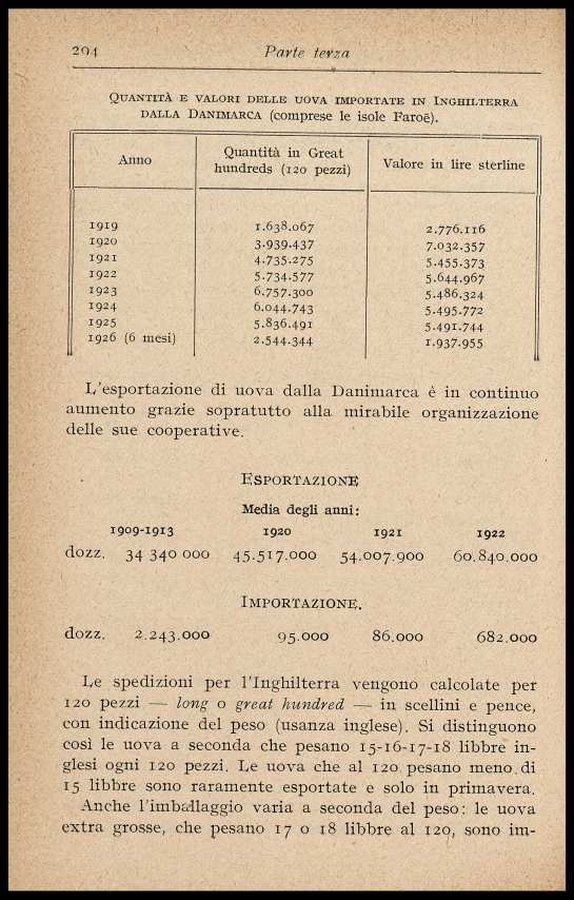 294 Parte terza
QUANTITÀ E VALORI DELLE UOVA IMPORTATE IN INGHILTERRA
DALLA DANIMARCA (comprese le isole Faroë).
Anno Quantità in Great hundreds (120 pezzi) Valore in lire sterline
1919 1.638.067 2.776.116
1920 3.939.437 7.032.357
1921 4.735.275 5.455.373
1922 5.734.577 5.644.967
1923 6.757.300 5.486.324
1924 6.044.743 5.495.772
1925 5.836.491 5.491.744
1926 (6 mesi) 2.544.344 1.937.955
L'esportazione di uova dalla Danimarca è in continuo
aumento grazie sopratutto alla mirabile organizzazione
delle sue cooperative.
ESPORTAZIONE
Media degli anni:
1909-1913 1920 1921 1922
dozz. 34 340 000 45.517.000 54.007.900 60.840.000
IMPORTAZIONE.
dozz. 2.243.000 95.000 86.000 682.000
Le spedizioni per l'Inghilterra vengono calcolate per
120 pezzi — long o great hundred — in scellini e pence,
con indicazione del peso (usanza inglese). Si distinguono
così le uova a seconda che pesano 15-16-17-18 libbre in-
glesi ogni 120 pezzi. Le uova che al 120 pesano meno di
15 libbre sono raramente esportate e solo in primavera.
Anche l'imballaggio varia a seconda del peso: le uova
extra grosse, che pesano 17 o 18 libbre al 120, sono im-